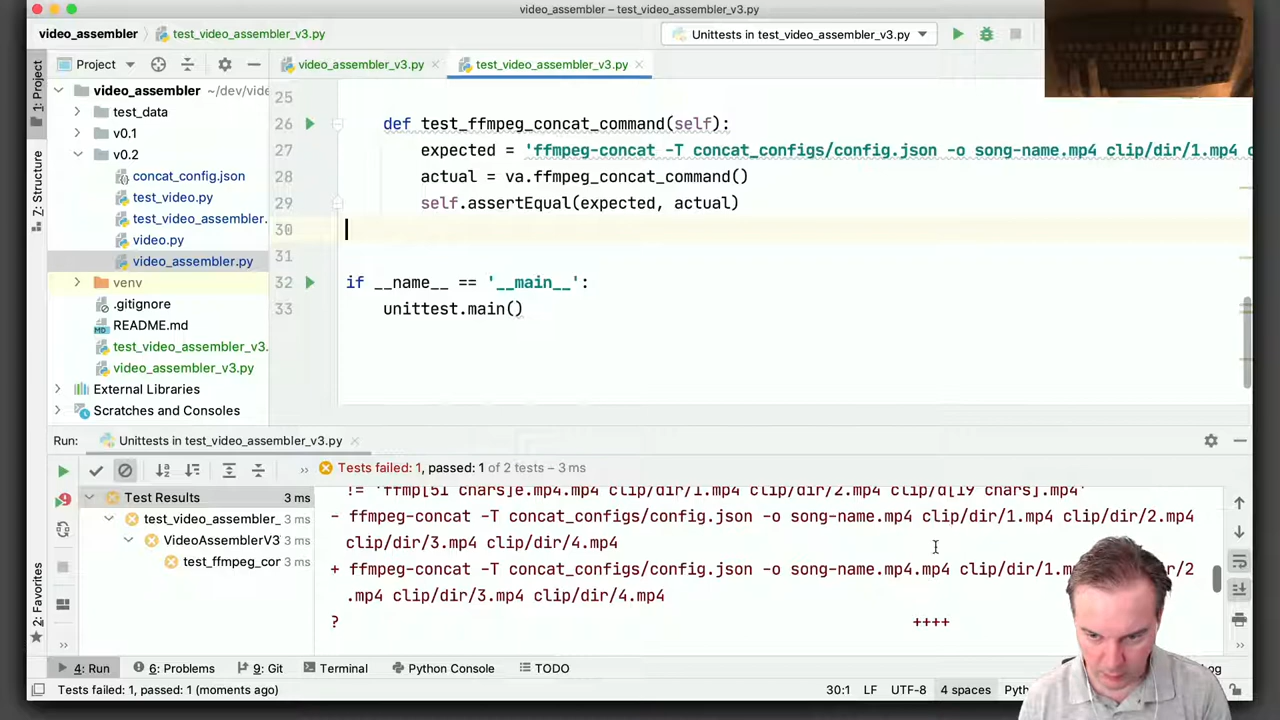 video_assembler – test_video_assembler_v3.py
video_assembler
test_video_assembler_v3.py
Unittests in test_video_assembler_v3.py
Project
video_assembler_v3.py
test_video_assembler_v3.py
1: Project
Z: Structure
2: Favorites
video_assembler ~/dev/vide
test_data
v0.1
v0.2
concat_config.json
test_video.py
test_video_assembler.
video.py
video_assembler.py
venv
.gitignore
README.md
test_video_assembler_v3.
video_assembler_v3.py
External Libraries
Scratches and Consoles
25
26 def test_ffmpeg_concat_command(self):
27 expected = 'ffmpeg-concat -T concat_configs/config.json -o song-name.mp4 clip/dir/1.mp4 c
28 actual = va.ffmpeg_concat_command()
29 self.assertEqual(expected, actual)
30
31
32 if __name__ == '__main__':
33 unittest.main()
Run: Unittests in test_video_assembler_v3.py
Tests failed: 1, passed: 1 of 2 tests – 3 ms
Test Results 3 ms
test_video_assembler_ 3 ms
VideoAssemblerV3 3 ms
test_ffmpeg_cor 3 ms
!= 'ffmp[51 chars]e.mp4.mp4 clip/dir/1.mp4 clip/dir/2.mp4 clip/d[19 chars].mp4'
- ffmpeg-concat -T concat_configs/config.json -o song-name.mp4 clip/dir/1.mp4 clip/dir/2.mp4
clip/dir/3.mp4 clip/dir/4.mp4
+ ffmpeg-concat -T concat_configs/config.json -o song-name.mp4.mp4 clip/dir/1.m
/2
.mp4 clip/dir/3.mp4 clip/dir/4.mp4
? ++++
4: Run
6: Problems
9: Git
Terminal
Python Console
TODO
Tests failed: 1, passed: 1 (moments ago)
30:1 LF UTF-8 4 spaces Pyth